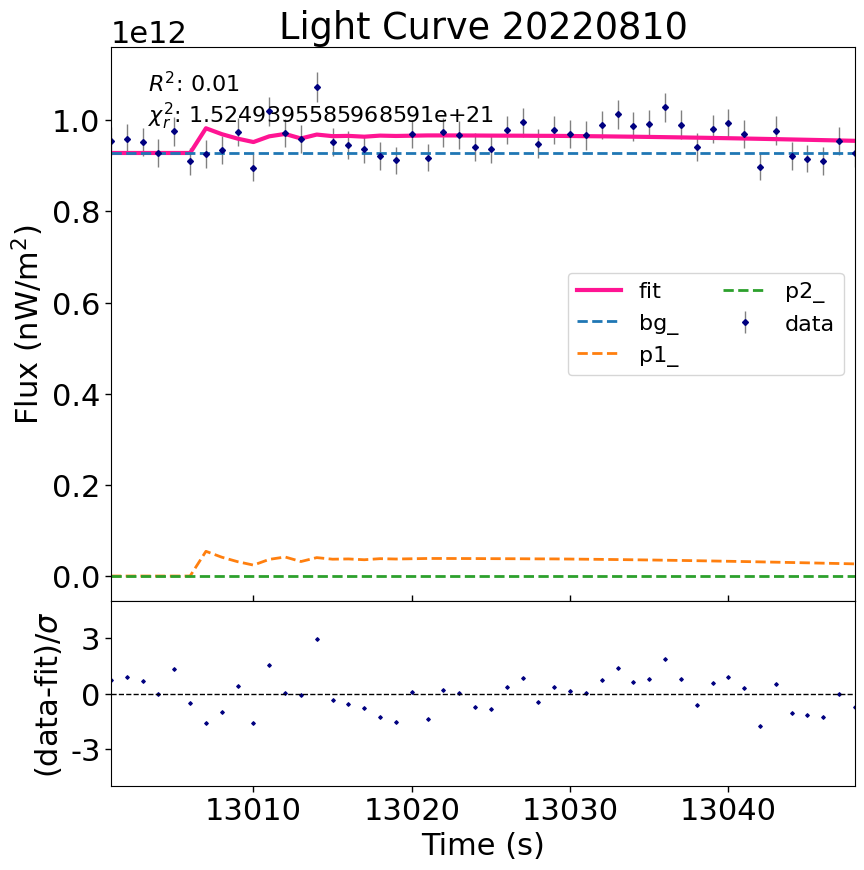 Light Curve 20220810
1e12
R²: 0.01
χ²ᵣ: 1.5249395585968591e+21
1.0
0.8
0.6
0.4
0.2
0.0
Flux (nW/m²)
fit
bg_
p1_
p2_
data
3
0
-3
(data-fit)/σ
13010
13020
13030
13040
Time (s)